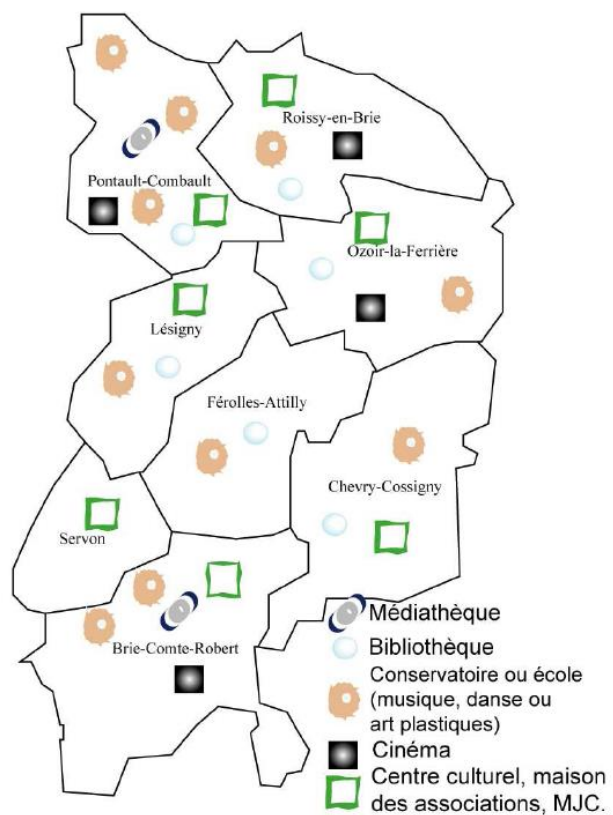 Roissy-en-Brie
Pontault-Combault
Ozoir-la-Ferrière
Lésigny
Férolles-Attilly
Chevry-Cossigny
Servon
Brie-Comte-Robert
Médiathèque
Bibliothèque
Conservatoire ou école
(musique, danse ou
art plastiques)
Cinéma
Centre culturel, maison
des associations, MJC.